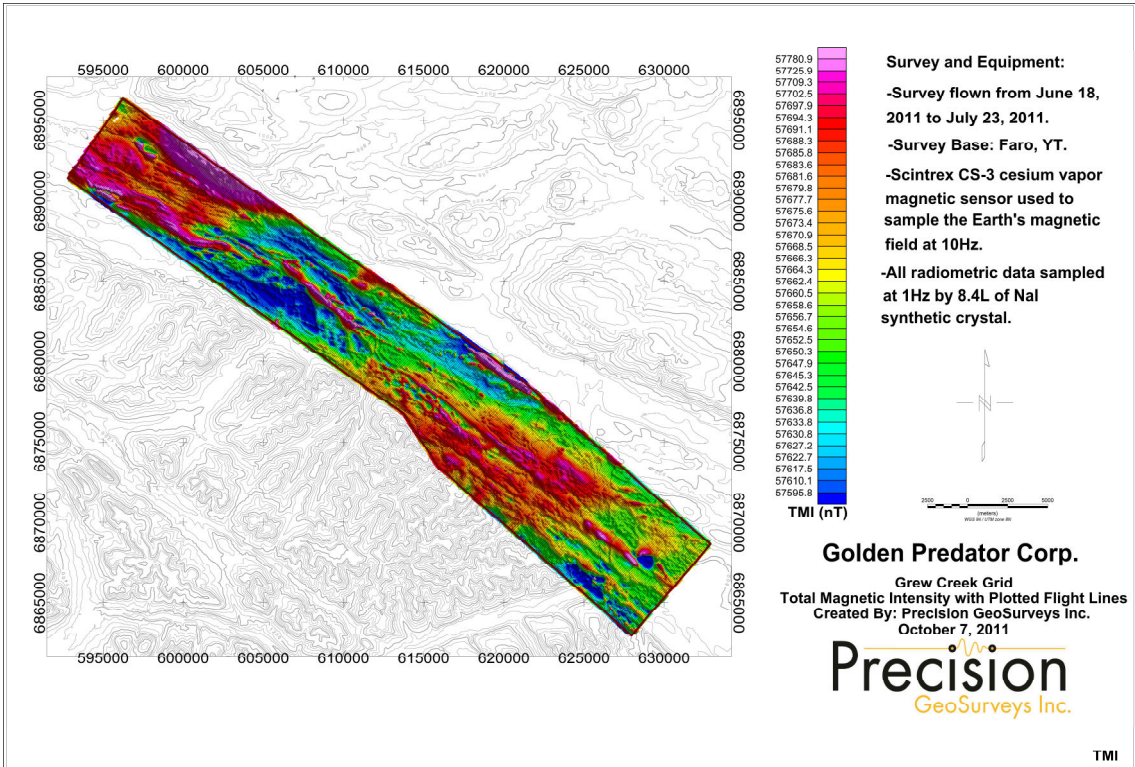 595000 600000 605000 610000 615000 620000 625000 630000
6895000
6890000
6885000
6880000
6875000
6870000
6865000
6895000
6890000
6885000
6880000
6875000
6870000
6865000
595000 600000 605000 610000 615000 620000 625000 630000
57780.9
57725.9
57709.3
57702.5
57697.9
57694.3
57691.1
57688.3
57685.8
57683.6
57681.6
57679.8
57677.7
57675.6
57673.4
57670.9
57668.5
57666.3
57664.3
57662.4
57660.5
57658.6
57656.7
57654.6
57652.5
57650.3
57647.9
57645.3
57642.5
57639.8
57636.8
57633.8
57630.8
57627.2
57622.7
57617.5
57610.1
57595.8
TMI (nT)
Survey and Equipment:
-Survey flown from June 18,
2011 to July 23, 2011.
-Survey Base: Faro, YT.
-Scintrex CS-3 cesium vapor
magnetic sensor used to
sample the Earth's magnetic
field at 10Hz.
-All radiometric data sampled
at 1Hz by 8.4L of NaI
synthetic crystal.
N
2500 0 2500 5000
(meters)
WGS 84 / UTM zone 8N
Golden Predator Corp.
Grew Creek Grid
Total Magnetic Intensity with Plotted Flight Lines
Created By: Precision GeoSurveys Inc.
October 7, 2011
Precision
GeoSurveys Inc.
TMI